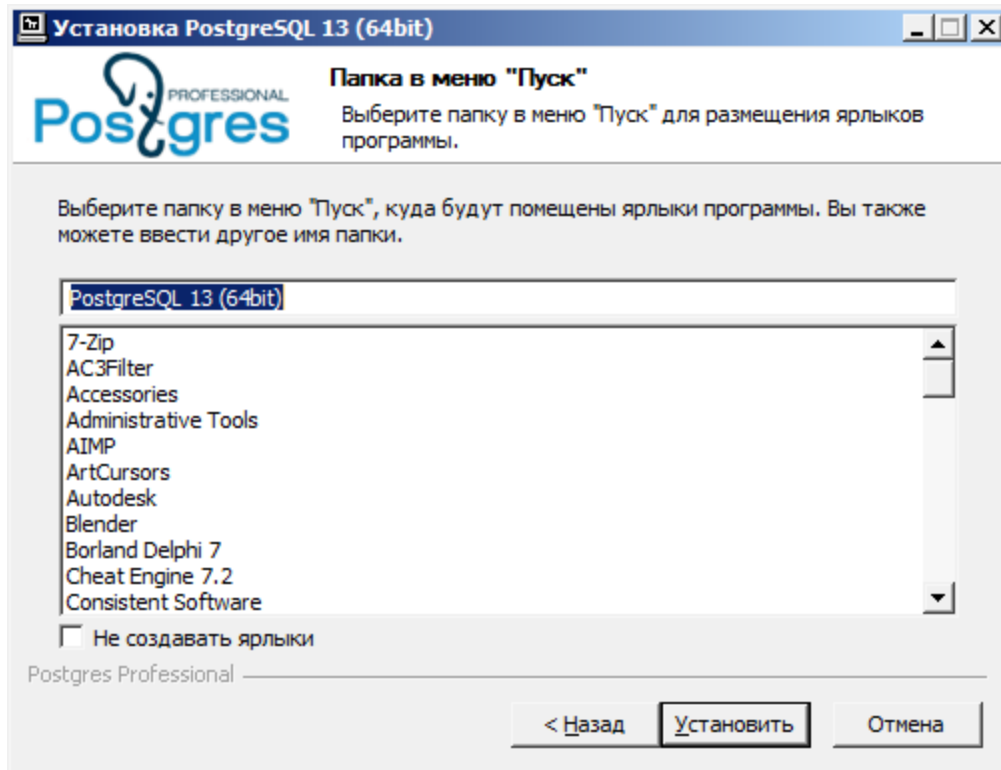 Установка PostgreSQL 13 (64bit)
PROFESSIONAL
Postgres
Папка в меню "Пуск"
Выберите папку в меню "Пуск" для размещения ярлыков
программы.
Выберите папку в меню "Пуск", куда будут помещены ярлыки программы. Вы также
можете ввести другое имя папки.
PostgreSQL 13 (64bit)
7-Zip
AC3Filter
Accessories
Administrative Tools
AIMP
ArtCursors
Autodesk
Blender
Borland Delphi 7
Cheat Engine 7.2
Consistent Software
Не создавать ярлыки
Postgres Professional
< Назад Установить Отмена